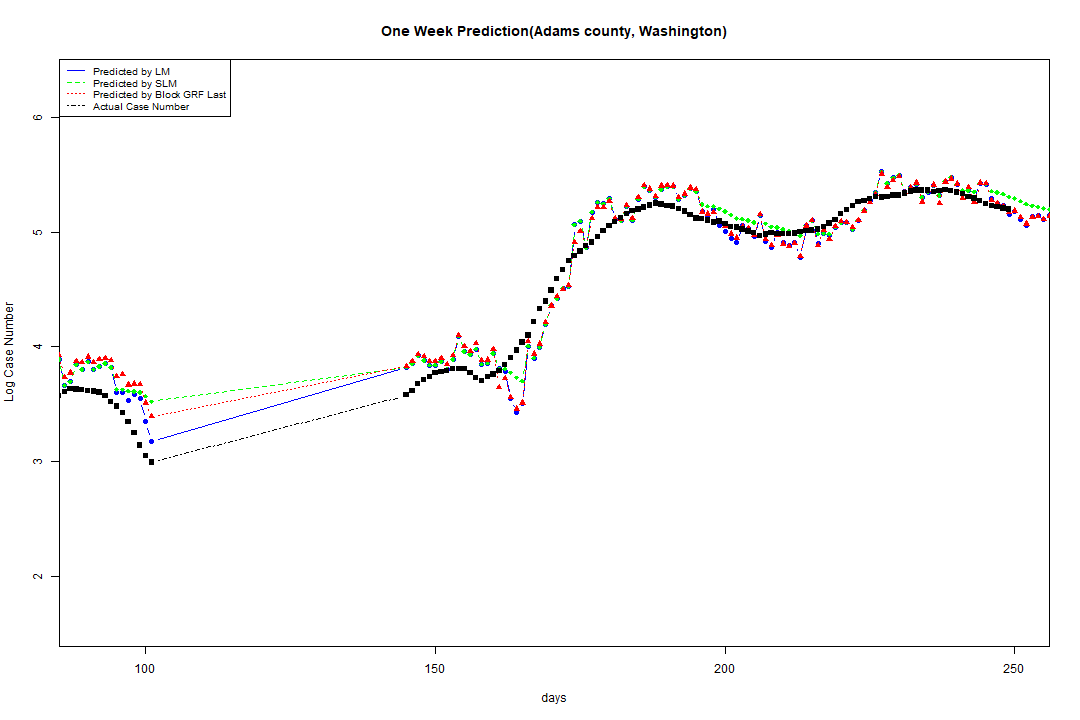 One Week Prediction(Adams county, Washington)
Predicted by LM
Predicted by SLM
Predicted by Block GRF Last
Actual Case Number
6
5
4
3
2
Log Case Number
100 150 200 250
days